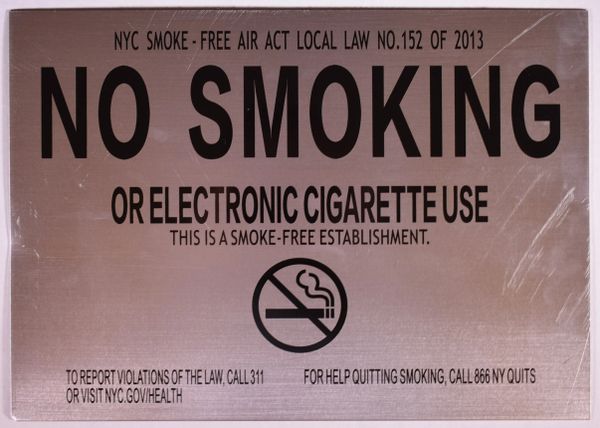 NYC SMOKE - FREE AIR ACT LOCAL LAW NO.152 OF 2013
NO SMOKING
OR ELECTRONIC CIGARETTE USE
THIS IS A SMOKE-FREE ESTABLISHMENT.
TO REPORT VIOLATIONS OF THE LAW, CALL 311
OR VISIT NYC.GOV/HEALTH
FOR HELP QUITTING SMOKING, CALL 866 NY QUITS